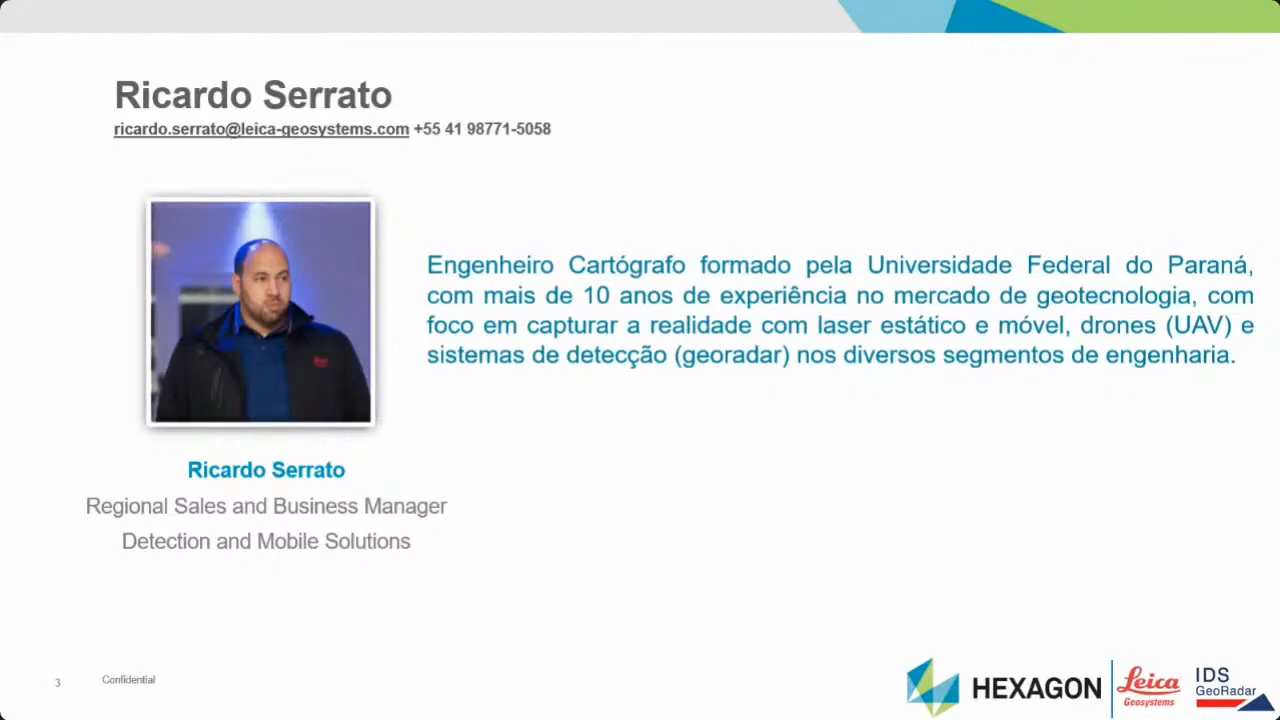 Ricardo Serrato
ricardo.serrato@leica-geosystems.com +55 41 98771-5058
Engenheiro Cartógrafo formado pela Universidade Federal do Paraná,
com mais de 10 anos de experiência no mercado de geotecnologia, com
foco em capturar a realidade com laser estático e móvel, drones (UAV) e
sistemas de detecção (georadar) nos diversos segmentos de engenharia.
Ricardo Serrato
Regional Sales and Business Manager
Detection and Mobile Solutions
3
Confidential
HEXAGON
Leica
Geosystems
IDS
GeoRadar